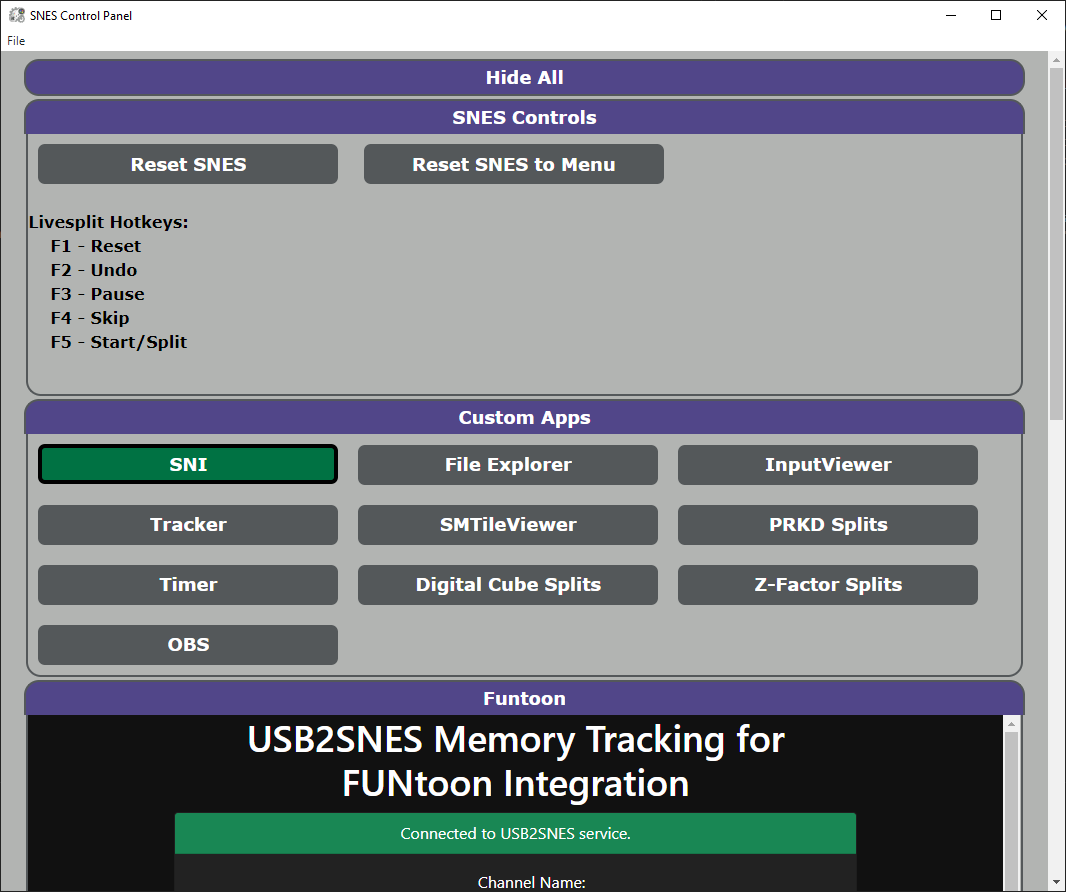 SNES Control Panel
File
Hide All
SNES Controls
Reset SNES
Reset SNES to Menu
Livesplit Hotkeys:
F1 - Reset
F2 - Undo
F3 - Pause
F4 - Skip
F5 - Start/Split
Custom Apps
SNI
File Explorer
InputViewer
Tracker
SMTileViewer
PRKD Splits
Timer
Digital Cube Splits
Z-Factor Splits
OBS
Funtoon
USB2SNES Memory Tracking for
FUNtoon Integration
Connected to USB2SNES service.
Channel Name: